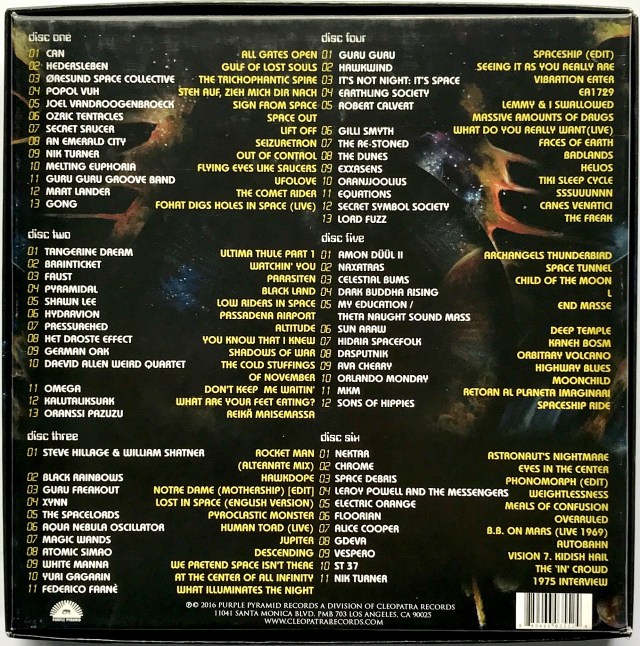 disc one
01 CAN ALL GATES OPEN
02 HEDERSLEBEN GULF OF LOST SOULS
03 ØRESUND SPACE COLLECTIVE THE TRICHOPHANTIC SPIRE
04 POPOL VUH STEH AUF, ZIEH MICH DIR NACH
05 JOEL VANDROOGENBROECK SIGN FROM SPACE
06 OZRIC TENTACLES SPACE OUT
07 SECRET SAUCER LIFT OFF
08 AN EMERALD CITY SEIZURETRON
09 NIK TURNER OUT OF CONTROL
10 MELTING EUPHORIA FLYING EYES LIKE SAUCERS
11 GURU GURU GROOVE BAND UFOLOVE
12 MAAT LANDER THE COMET RIDER
13 GONG FOHAT DIGS HOLES IN SPACE (LIVE)
disc two
01 TANGERINE DREAM ULTIMA THULE PART 1
02 BRAINTICKET WATCHIN' YOU
03 FAUST PARASITEN
04 PYRAMIDAL BLACK LAND
05 SHAWN LEE LOW RIDERS IN SPACE
06 HYDRAVION PASSADENA AIRPORT
07 PRESSUREHED ALTITUDE
08 HET DROSTE EFFECT YOU KNOW THAT I KNEW
09 GERMAN OAK SHADOWS OF WAR
10 DAEVID ALLEN WEIRD QUARTET THE COLD STUFFINGS
OF NOVEMBER
11 OMEGA DON'T KEEP ME WAITIN'
12 KALUTALIKSUAK WHAT ARE YOUR FEET EATING?
13 ORANSSI PAZUZU REIKÄ MAISEMASSA
disc three
01 STEVE HILLAGE & WILLIAM SHATNER ROCKET MAN
(ALTERNATE MIX)
02 BLACK RAINBOWS HAWKDOPE
03 GURU FREAKOUT NOTRE DAME (MOTHERSHIP) [EDIT]
04 XYNN LOST IN SPACE (ENGLISH VERSION)
05 THE SPACELORDS PYROCLASTIC MONSTER
06 AQUA NEBULA OSCILLATOR HUMAN TOAD (LIVE)
07 MAGIC WANDS JUPITER
08 ATOMIC SIMAO DESCENDING
09 WHITE MANNA WE PRETEND SPACE ISN'T THERE
10 YURI GAGARIN AT THE CENTER OF ALL INFINITY
11 FEDERICO FARNÈ WHAT ILLUMINATES THE NIGHT
disc four
01 GURU GURU SPACESHIP (EDIT)
02 HAWKWIND SEEING IT AS YOU REALLY ARE
03 IT'S NOT NIGHT: IT'S SPACE VIBRATION EATER
04 EARTHLING SOCIETY EA1729
05 ROBERT CALVERT LEMMY & I SWALLOWED
MASSIVE AMOUNTS OF DRUGS
06 GILLI SMYTH WHAT DO YOU REALLY WANT(LIVE)
07 THE RE-STONED FACES OF EARTH
08 THE DUNES BADLANDS
09 EXXASENS HELIOS
10 ORANJOOLIUS TIKI SLEEP CYCLE
11 EQUATIONS SSSUUUNNN
12 SECRET SYMBOL SOCIETY CANES VENATICI
13 LORD FUZZ THE FREAK
disc five
01 AMON DÜÜL II ARCHANGELS THUNDERBIRD
02 NAXATRAS SPACE TUNNEL
03 CELESTIAL BUMS CHILD OF THE MOON
04 DARK BUDDHA RISING L
05 MY EDUCATION / END MASSE
THETA NAUGHT SOUND MASS
06 SUN ARAW DEEP TEMPLE
07 HIDRIA SPACEFOLK KANEH BOSM
08 DASPUTNIK ORBITARY VOLCANO
09 AVA CHERRY HIGHWAY BLUES
10 ORLANDO MONDAY MOONCHILD
11 MKM RETORN AL PLANETA IMAGINARI
12 SONS OF HIPPIES SPACESHIP RIDE
disc six
01 NEKTAR ASTRONAUT'S NIGHTMARE
02 CHROME EYES IN THE CENTER
03 SPACE DEBRIS PHONOMORPH (EDIT)
04 LEROY POWELL AND THE MESSENGERS WEIGHTLESSNESS
05 ELECTRIC ORANGE MEALS OF CONFUSION
06 FLOORIAN OVERRULED
07 ALICE COOPER B.B. ON MARS (LIVE 1969)
08 GDEVA AUTOBAHN
09 VESPERO VISION 7. KIDISH HAIL
10 ST 37 THE 'IN' CROWD
11 NIK TURNER 1975 INTERVIEW
PURPLE PYRAMID
℗© 2016 PURPLE PYRAMID RECORDS A DIVISION OF CLEOPATRA RECORDS
11041 SANTA MONICA BLVD. PMB 703 LOS ANGELES, CA 90025
WWW.CLEOPATRARECORDS.COM